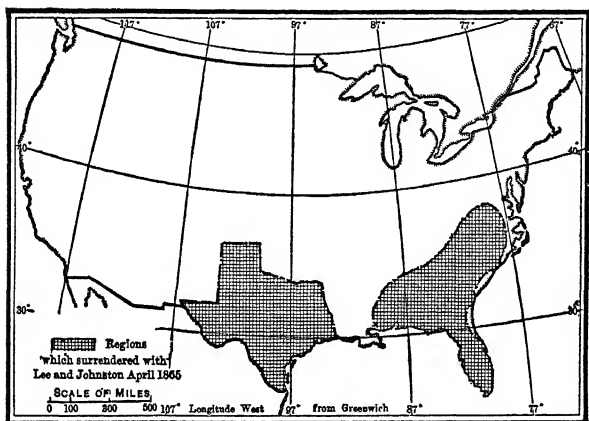 117° 107° 97° 87° 77° 67°
40° 40°
30° 30°
Regions
which surrendered with
Lee and Johnston April 1865
SCALE OF MILES
0 100 300 500
107° Longitude West 97° from Greenwich 87° 77°